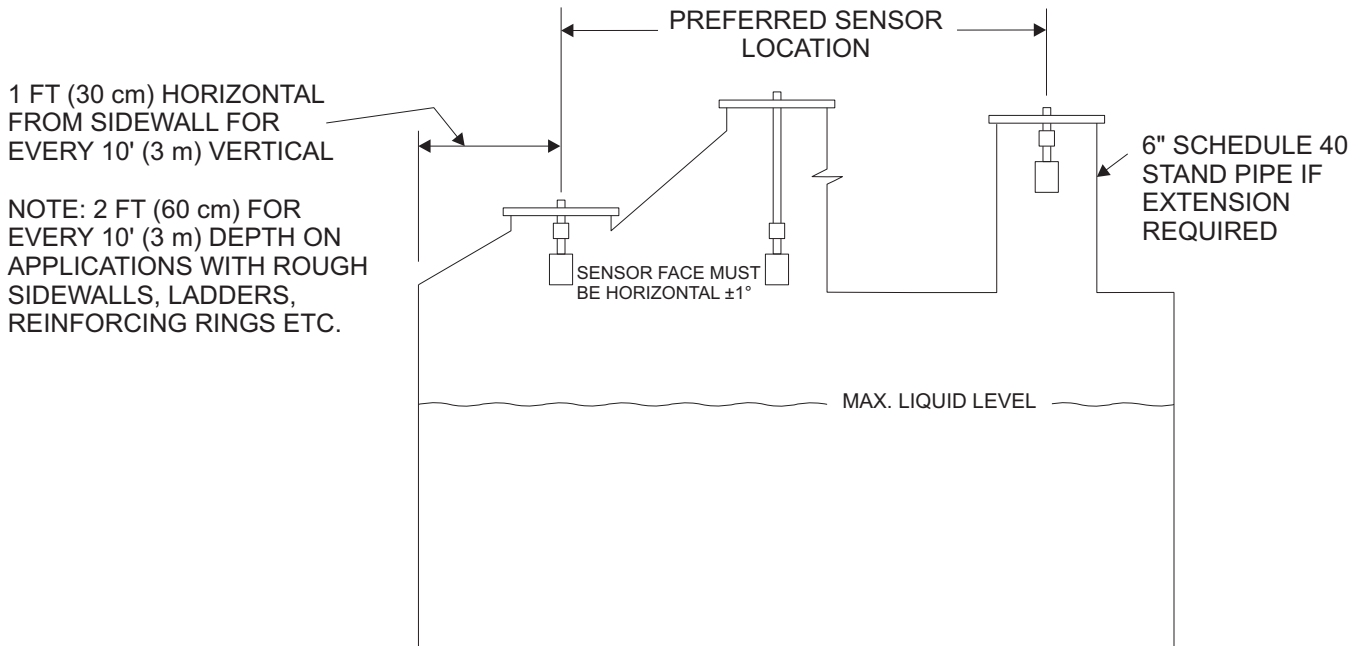 PREFERRED SENSOR
LOCATION
1 FT (30 cm) HORIZONTAL
FROM SIDEWALL FOR
EVERY 10' (3 m) VERTICAL
NOTE: 2 FT (60 cm) FOR
EVERY 10' (3 m) DEPTH ON
APPLICATIONS WITH ROUGH
SIDEWALLS, LADDERS,
REINFORCING RINGS ETC.
6" SCHEDULE 40
STAND PIPE IF
EXTENSION
REQUIRED
SENSOR FACE MUST
BE HORIZONTAL ±1°
MAX. LIQUID LEVEL